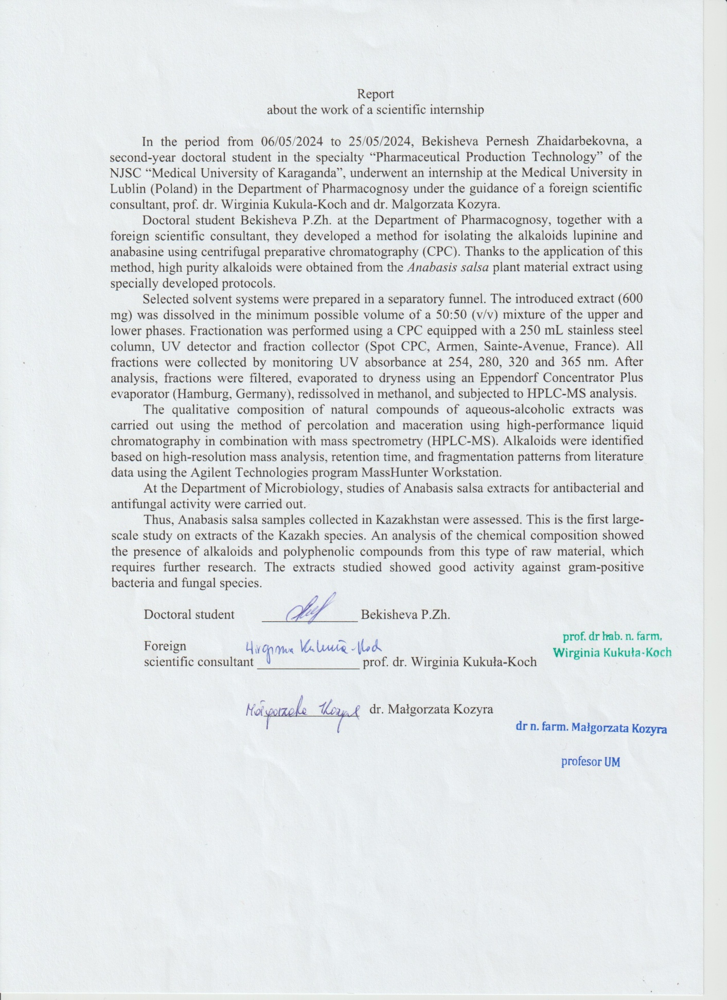 Report
about the work of a scientific internship
In the period from 06/05/2024 to 25/05/2024, Bekisheva Pernesh Zhaidarbekovna, a
second-year doctoral student in the specialty “Pharmaceutical Production Technology” of the
NJSC “Medical University of Karaganda”, underwent an internship at the Medical University in
Lublin (Poland) in the Department of Pharmacognosy under the guidance of a foreign scientific
consultant, prof. dr. Wirginia Kukula-Koch and dr. Malgorzata Kozyra.
Doctoral student Bekisheva P.Zh. at the Department of Pharmacognosy, together with a
foreign scientific consultant, they developed a method for isolating the alkaloids lupinine and
anabasine using centrifugal preparative chromatography (CPC). Thanks to the application of this
method, high purity alkaloids were obtained from the Anabasis salsa plant material extract using
specially developed protocols.
Selected solvent systems were prepared in a separatory funnel. The introduced extract (600
mg) was dissolved in the minimum possible volume of a 50:50 (v/v) mixture of the upper and
lower phases. Fractionation was performed using a CPC equipped with a 250 mL stainless steel
column, UV detector and fraction collector (Spot CPC, Armen, Sainte-Avenue, France). All
fractions were collected by monitoring UV absorbance at 254, 280, 320 and 365 nm. After
analysis, fractions were filtered, evaporated to dryness using an Eppendorf Concentrator Plus
evaporator (Hamburg, Germany), redissolved in methanol, and subjected to HPLC-MS analysis.
The qualitative composition of natural compounds of aqueous-alcoholic extracts was
carried out using the method of percolation and maceration using high-performance liquid
chromatography in combination with mass spectrometry (HPLC-MS). Alkaloids were identified
based on high-resolution mass analysis, retention time, and fragmentation patterns from literature
data using the Agilent Technologies program MassHunter Workstation.
At the Department of Microbiology, studies of Anabasis salsa extracts for antibacterial and
antifungal activity were carried out.
Thus, Anabasis salsa samples collected in Kazakhstan were assessed. This is the first large-
scale study on extracts of the Kazakh species. An analysis of the chemical composition showed
the presence of alkaloids and polyphenolic compounds from this type of raw material, which
requires further research. The extracts studied showed good activity against gram-positive
bacteria and fungal species.
Doctoral student Bekisheva P.Zh.
prof. dr hab. n. farm.
Wirginia Kukuła-Koch
Foreign Wirginia Kukuła-Koch
scientific consultant prof. dr. Wirginia Kukuła-Koch
Małgorzata Kozyra dr. Małgorzata Kozyra
dr n. farm. Małgorzata Kozyra
profesor UM